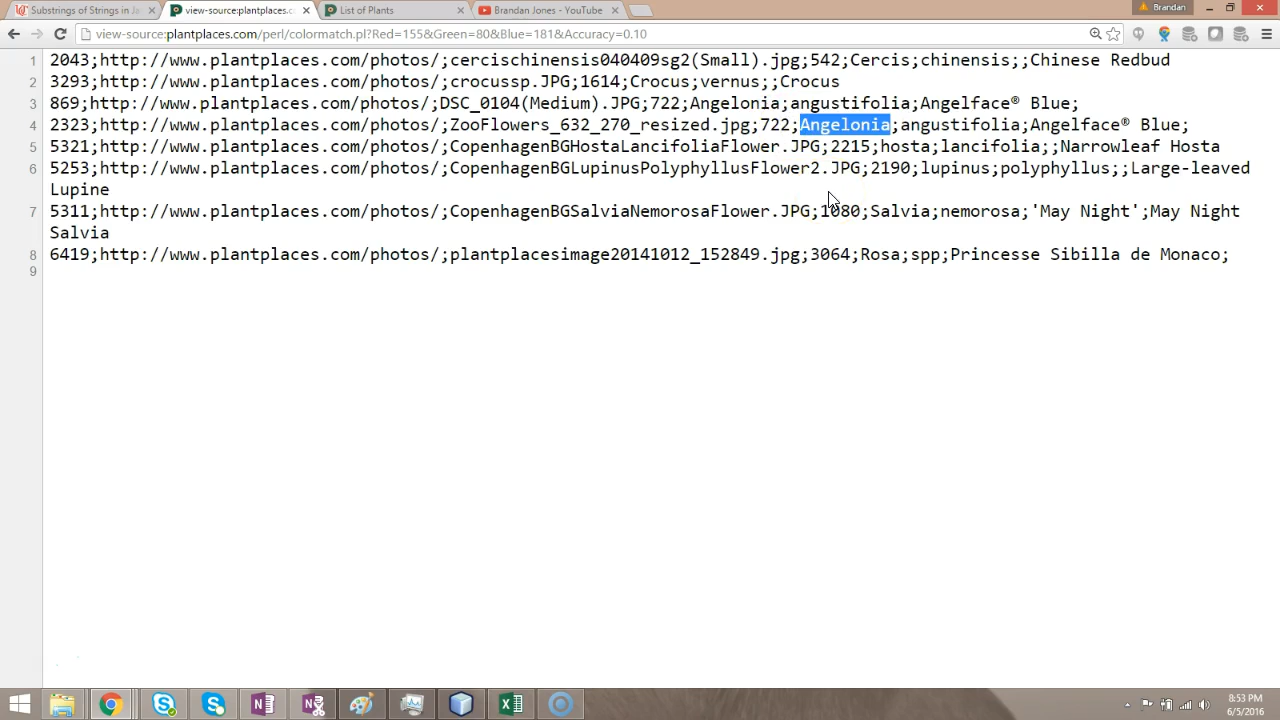 Substrings of Strings in Ja
view-source:plantplaces.c
List of Plants
Brandan Jones - YouTube
Brandan
view-source:plantplaces.com/perl/colormatch.pl?Red=155&Green=80&Blue=181&Accuracy=0.10
1 2043;http://www.plantplaces.com/photos/;cercischinensis040409sg2(Small).jpg;542;Cercis;chinensis;;Chinese Redbud
2 3293;http://www.plantplaces.com/photos/;crocussp.JPG;1614;Crocus;vernus;;Crocus
3 869;http://www.plantplaces.com/photos/;DSC_0104(Medium).JPG;722;Angelonia;angustifolia;Angelface® Blue;
4 2323;http://www.plantplaces.com/photos/;ZooFlowers_632_270_resized.jpg;722;Angelonia;angustifolia;Angelface® Blue;
5 5321;http://www.plantplaces.com/photos/;CopenhagenBGHostaLancifoliaFlower.JPG;2215;hosta;lancifolia;;Narrowleaf Hosta
6 5253;http://www.plantplaces.com/photos/;CopenhagenBGLupinusPolyphyllusFlower2.JPG;2190;lupinus;polyphyllus;;Large-leaved
Lupine
7 5311;http://www.plantplaces.com/photos/;CopenhagenBGSalviaNemorosaFlower.JPG;1080;Salvia;nemorosa;'May Night';May Night
Salvia
8 6419;http://www.plantplaces.com/photos/;plantplacesimage20141012_152849.jpg;3064;Rosa;spp;Princesse Sibilla de Monaco;
9
8:53 PM
6/5/2016